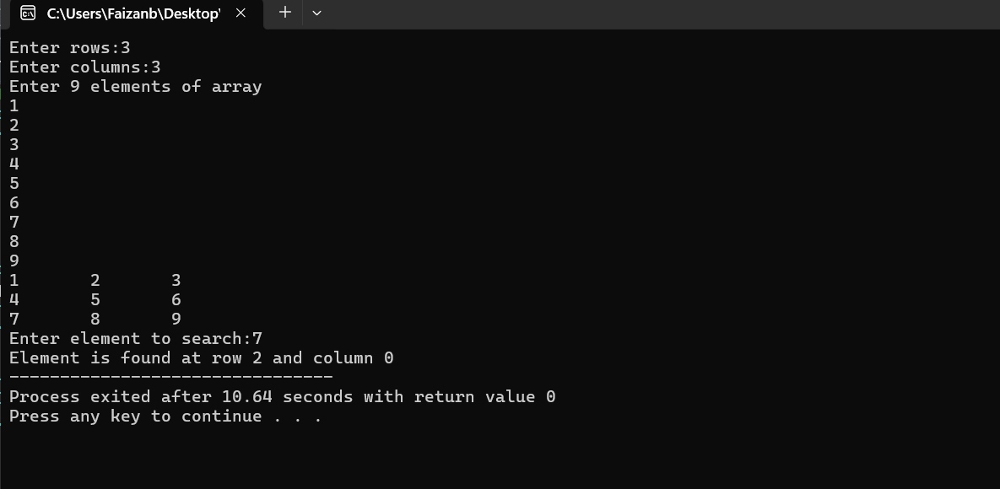 C:\Users\Faizanb\Desktop\
Enter rows:3
Enter columns:3
Enter 9 elements of array
1
2
3
4
5
6
7
8
9
1 2 3
4 5 6
7 8 9
Enter element to search:7
Element is found at row 2 and column 0
--------------------------------
Process exited after 10.64 seconds with return value 0
Press any key to continue . . .